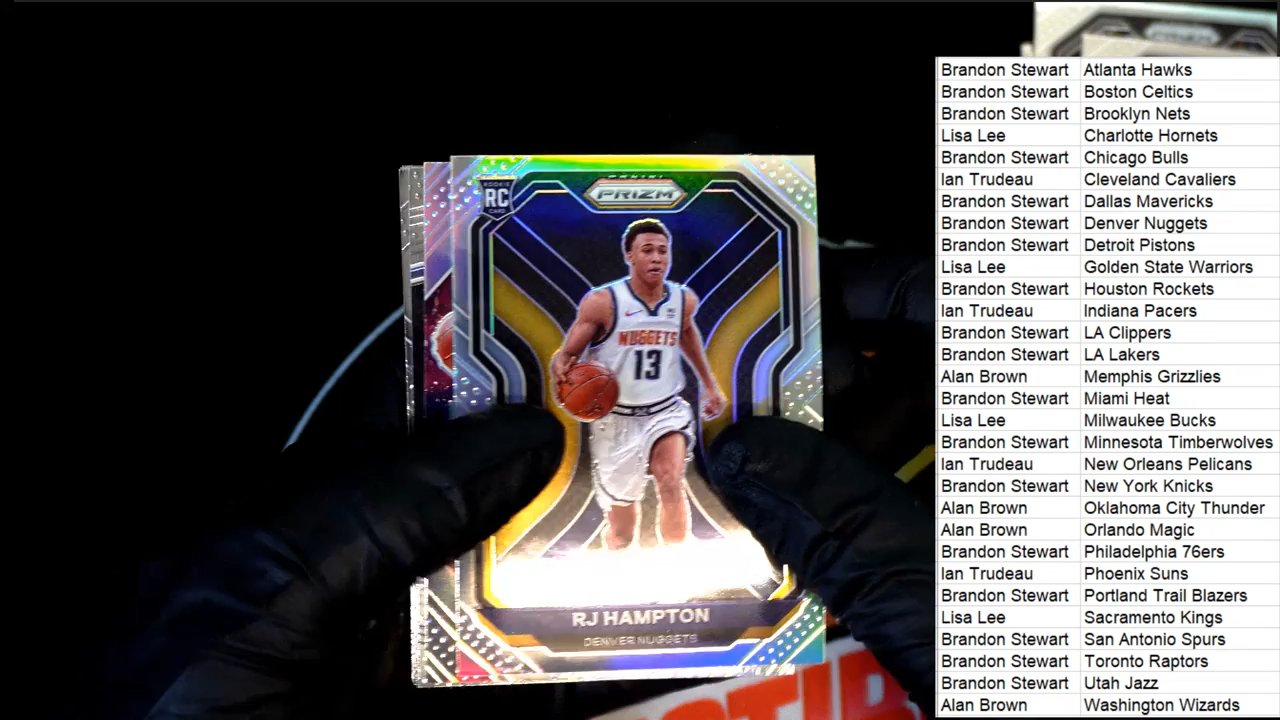 PANINI
PRIZM
ROOKIE
RC
CARD
NUGGETS
13
RJ HAMPTON
DENVER NUGGETS
Brandon Stewart Atlanta Hawks
Brandon Stewart Boston Celtics
Brandon Stewart Brooklyn Nets
Lisa Lee Charlotte Hornets
Brandon Stewart Chicago Bulls
Ian Trudeau Cleveland Cavaliers
Brandon Stewart Dallas Mavericks
Brandon Stewart Denver Nuggets
Brandon Stewart Detroit Pistons
Lisa Lee Golden State Warriors
Brandon Stewart Houston Rockets
Ian Trudeau Indiana Pacers
Brandon Stewart LA Clippers
Brandon Stewart LA Lakers
Alan Brown Memphis Grizzlies
Brandon Stewart Miami Heat
Lisa Lee Milwaukee Bucks
Brandon Stewart Minnesota Timberwolves
Ian Trudeau New Orleans Pelicans
Brandon Stewart New York Knicks
Alan Brown Oklahoma City Thunder
Alan Brown Orlando Magic
Brandon Stewart Philadelphia 76ers
Ian Trudeau Phoenix Suns
Brandon Stewart Portland Trail Blazers
Lisa Lee Sacramento Kings
Brandon Stewart San Antonio Spurs
Brandon Stewart Toronto Raptors
Brandon Stewart Utah Jazz
Alan Brown Washington Wizards